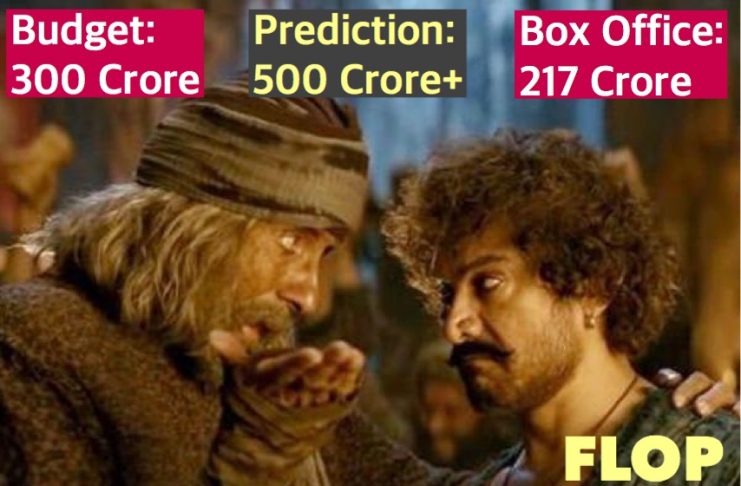 Budget:
300 Crore
Prediction:
500 Crore+
Box Office:
217 Crore
FLOP